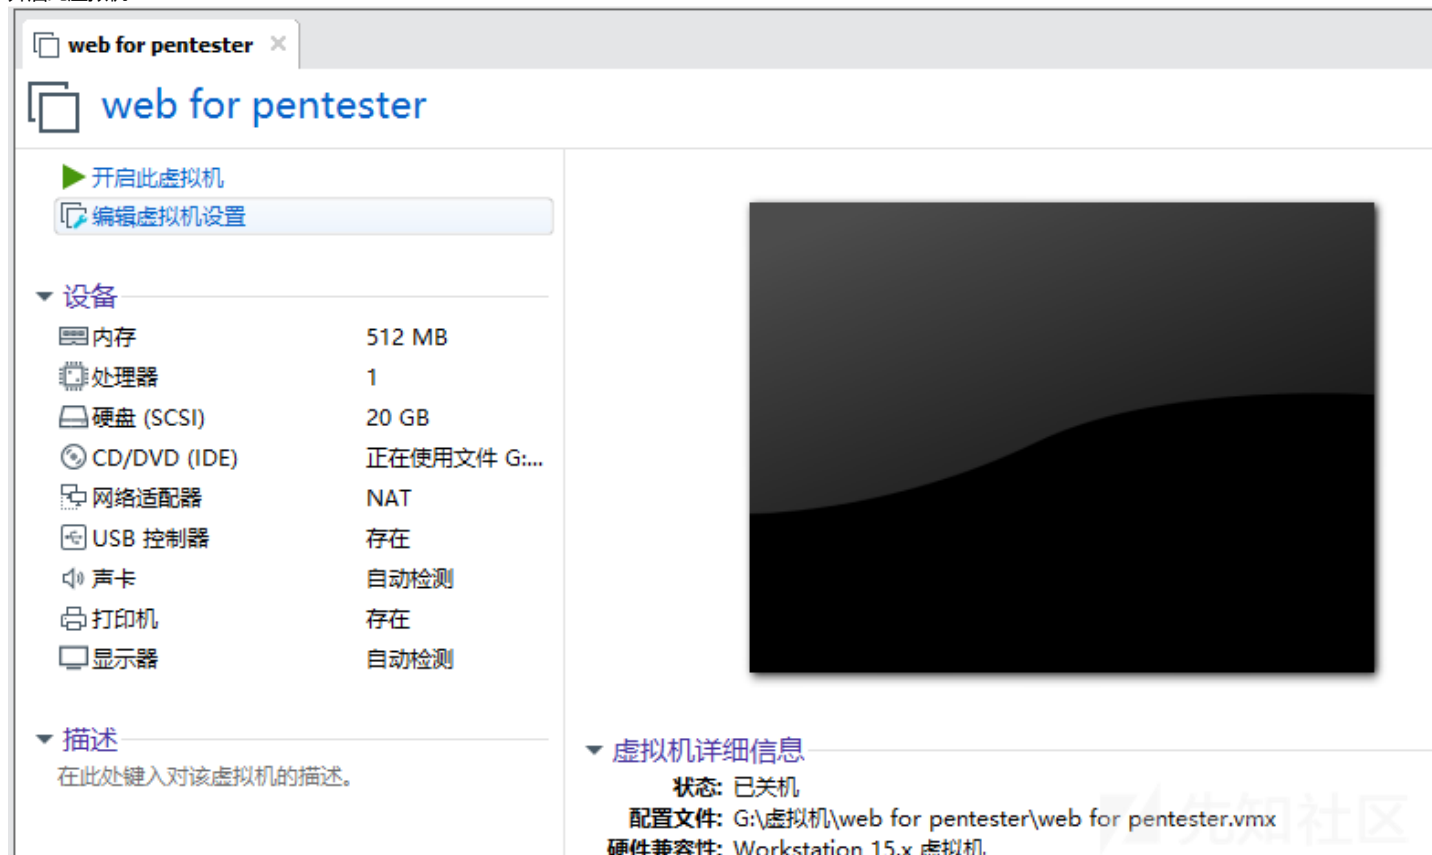 web for pentester
web for pentester
开启此虚拟机
编辑虚拟机设置
设备
内存 512 MB
处理器 1
硬盘 (SCSI) 20 GB
CD/DVD (IDE) 正在使用文件 G:...
网络适配器 NAT
USB 控制器 存在
声卡 自动检测
打印机 存在
显示器 自动检测
描述
在此处键入对该虚拟机的描述。
虚拟机详细信息
状态: 已关机
配置文件: G:\虚拟机\web for pentester\web for pentester.vmx
硬件兼容性: Workstation 15.x 虚拟机
先知社区